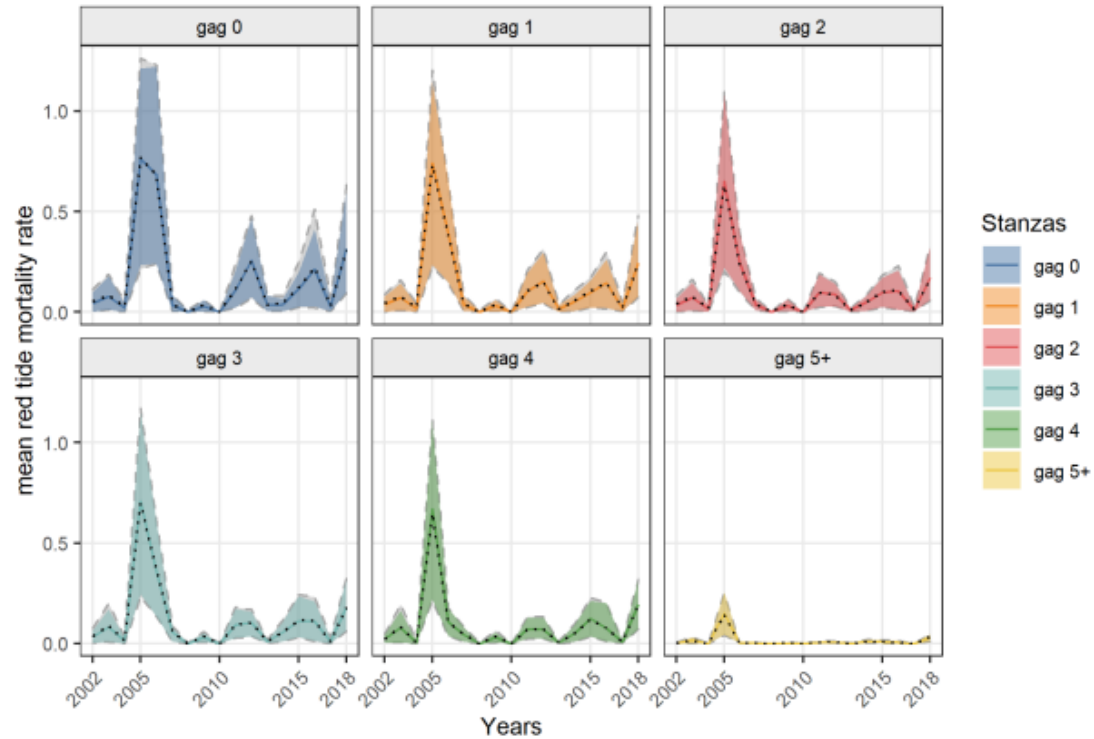 gag 0 gag 1 gag 2
1.0
0.5
0.0
gag 3 gag 4 gag 5+
1.0
0.5
0.0
2002 2005 2010 2015 2018 2002 2005 2010 2015 2018 2002 2005 2010 2015 2018
Years
mean red tide mortality rate
Stanzas
gag 0
gag 1
gag 2
gag 3
gag 4
gag 5+